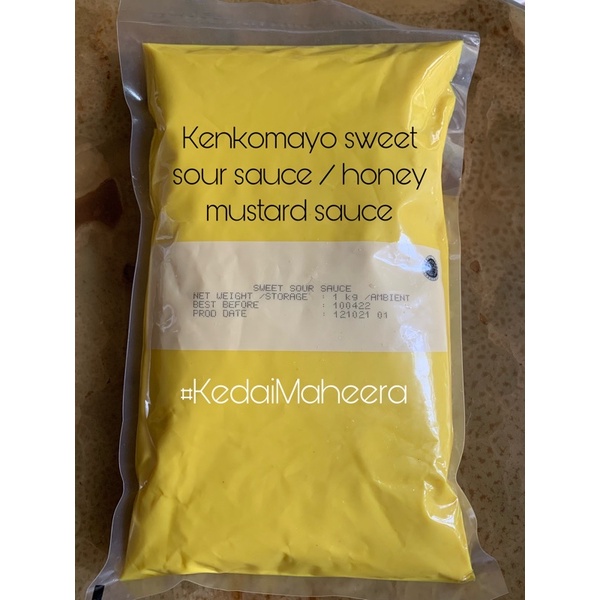 Kenkomayo sweet
sour sauce / honey
mustard sauce
SWEET SOUR SAUCE
NET WEIGHT /STORAGE : 1 kg /AMBIENT
BEST BEFORE : 100422
PROD DATE : 121021 01
#KedaiMaheera